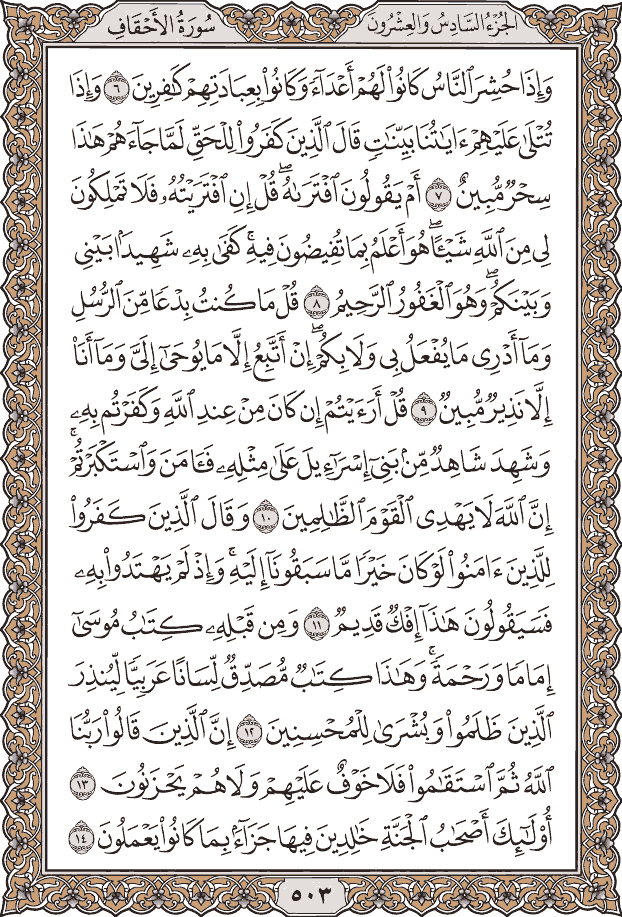 الجُزْءُ السَّادِسُ وَالعِشْرُونَ
سُورَةُ الأَحْقَافِ
وَإِذَا حُشِرَ ٱلنَّاسُ كَانُوا۟ لَهُمْ أَعْدَآءً وَكَانُوا۟ بِعِبَادَتِهِمْ كَٰفِرِينَ ٦ وَإِذَا
تُتْلَىٰ عَلَيْهِمْ ءَايَٰتُنَا بَيِّنَٰتٍ قَالَ ٱلَّذِينَ كَفَرُوا۟ لِلْحَقِّ لَمَّا جَآءَهُمْ هَٰذَا
سِحْرٌ مُّبِينٌ ٧ أَمْ يَقُولُونَ ٱفْتَرَىٰهُ ۖ قُلْ إِنِ ٱفْتَرَيْتُهُۥ فَلَا تَمْلِكُونَ
لِى مِنَ ٱللَّهِ شَيْـًٔا ۖ هُوَ أَعْلَمُ بِمَا تُفِيضُونَ فِيهِ ۚ كَفَىٰ بِهِۦ شَهِيدًۢا بَيْنِى
وَبَيْنَكُمْ ۖ وَهُوَ ٱلْغَفُورُ ٱلرَّحِيمُ ٨ قُلْ مَا كُنتُ بِدْعًا مِّنَ ٱلرُّسُلِ
وَمَآ أَدْرِى مَا يُفْعَلُ بِى وَلَا بِكُمْ ۖ إِنْ أَتَّبِعُ إِلَّا مَا يُوحَىٰٓ إِلَىَّ وَمَآ أَنَا۠
إِلَّا نَذِيرٌ مُّبِينٌ ٩ قُلْ أَرَءَيْتُمْ إِن كَانَ مِنْ عِندِ ٱللَّهِ وَكَفَرْتُم بِهِۦ
وَشَهِدَ شَاهِدٌ مِّنۢ بَنِىٓ إِسْرَٰٓءِيلَ عَلَىٰ مِثْلِهِۦ فَـَٔامَنَ وَٱسْتَكْبَرْتُمْ ۚ
إِنَّ ٱللَّهَ لَا يَهْدِى ٱلْقَوْمَ ٱلظَّٰلِمِينَ ١٠ وَقَالَ ٱلَّذِينَ كَفَرُوا۟
لِلَّذِينَ ءَامَنُوا۟ لَوْ كَانَ خَيْرًا مَّا سَبَقُونَآ إِلَيْهِ ۚ وَإِذْ لَمْ يَهْتَدُوا۟ بِهِۦ
فَسَيَقُولُونَ هَٰذَآ إِفْكٌ قَدِيمٌ ١١ وَمِن قَبْلِهِۦ كِتَٰبُ مُوسَىٰٓ
إِمَامًا وَرَحْمَةً ۚ وَهَٰذَا كِتَٰبٌ مُّصَدِّقٌ لِّسَانًا عَرَبِيًّا لِّيُنذِرَ
ٱلَّذِينَ ظَلَمُوا۟ وَبُشْرَىٰ لِلْمُحْسِنِينَ ١٢ إِنَّ ٱلَّذِينَ قَالُوا۟ رَبُّنَا
ٱللَّهُ ثُمَّ ٱسْتَقَٰمُوا۟ فَلَا خَوْفٌ عَلَيْهِمْ وَلَا هُمْ يَحْزَنُونَ ١٣
أُو۟لَٰٓئِكَ أَصْحَٰبُ ٱلْجَنَّةِ خَٰلِدِينَ فِيهَا جَزَآءًۢ بِمَا كَانُوا۟ يَعْمَلُونَ ١٤
٥٠٣